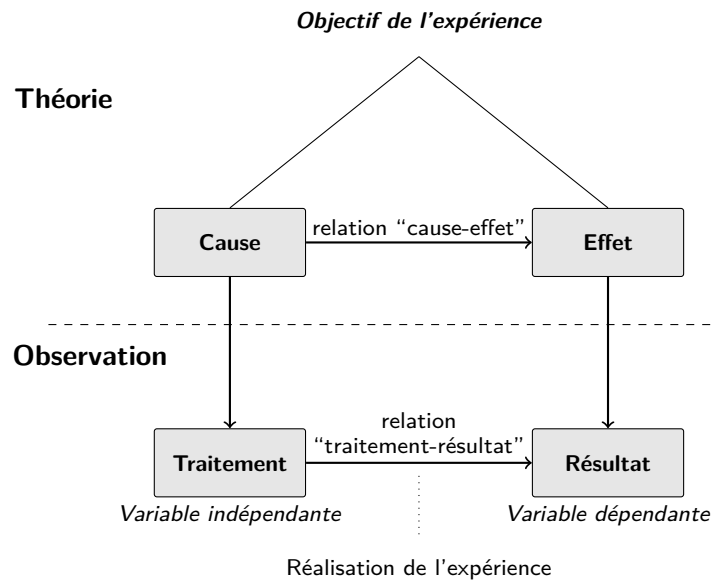 Objectif de l'expérience
Théorie
relation “cause-effet”
Cause
Effet
Observation
relation
“traitement-résultat”
Traitement
Résultat
Variable indépendante
Variable dépendante
Réalisation de l'expérience